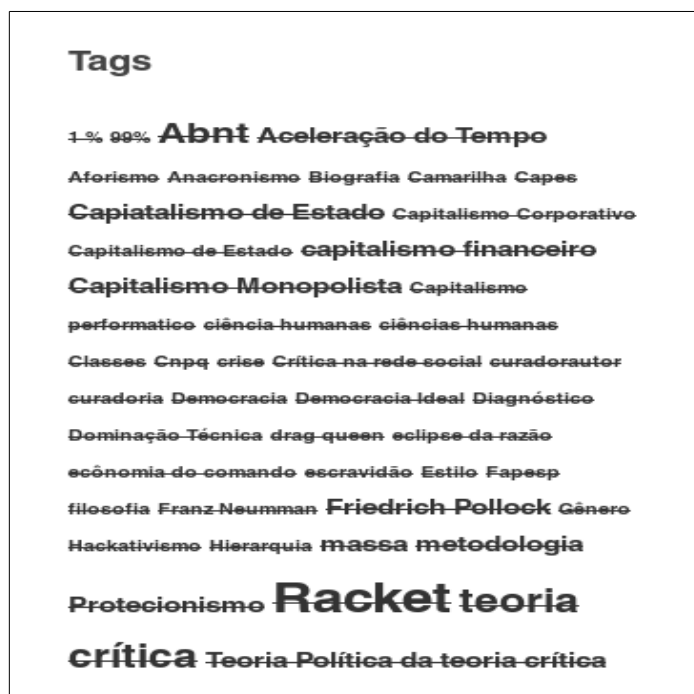 Tags
1 % 99% Abnt Aceleração do Tempo
Aforismo Anacronismo Biografia Camarilha Capes
Capiatalismo de Estado Capitalismo Corporativo
Capitalismo de Estado capitalismo financeiro
Capitalismo Monopolista Capitalismo
performatico ciência humanas ciências humanas
Classes Cnpq crise Crítica na rede social curadorautor
curadoria Democracia Democracia Ideal Diagnóstico
Dominação Técnica drag queen eclipse da razão
ecônomia do comando escravidão Estilo Fapesp
filosofia Franz Neumman Friedrich Pollock Gênero
Hackativismo Hierarquia massa metodologia
Protecionismo Racket teoria
crítica Teoria Política da teoria crítica